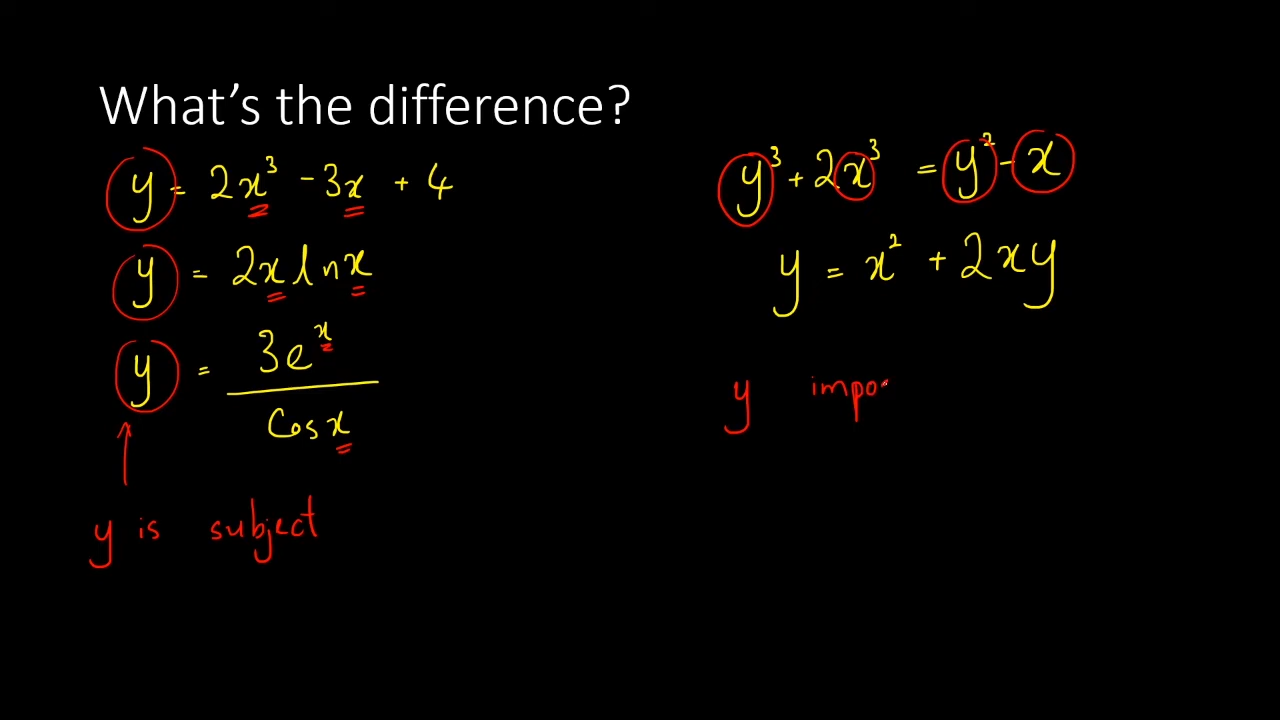 What's the difference?
y = 2x³ - 3x + 4
y = 2x ln x
y = 3eˣ / Cos x
y is subject
y³ + 2x³ = y² - x
y = x² + 2xy
y impo